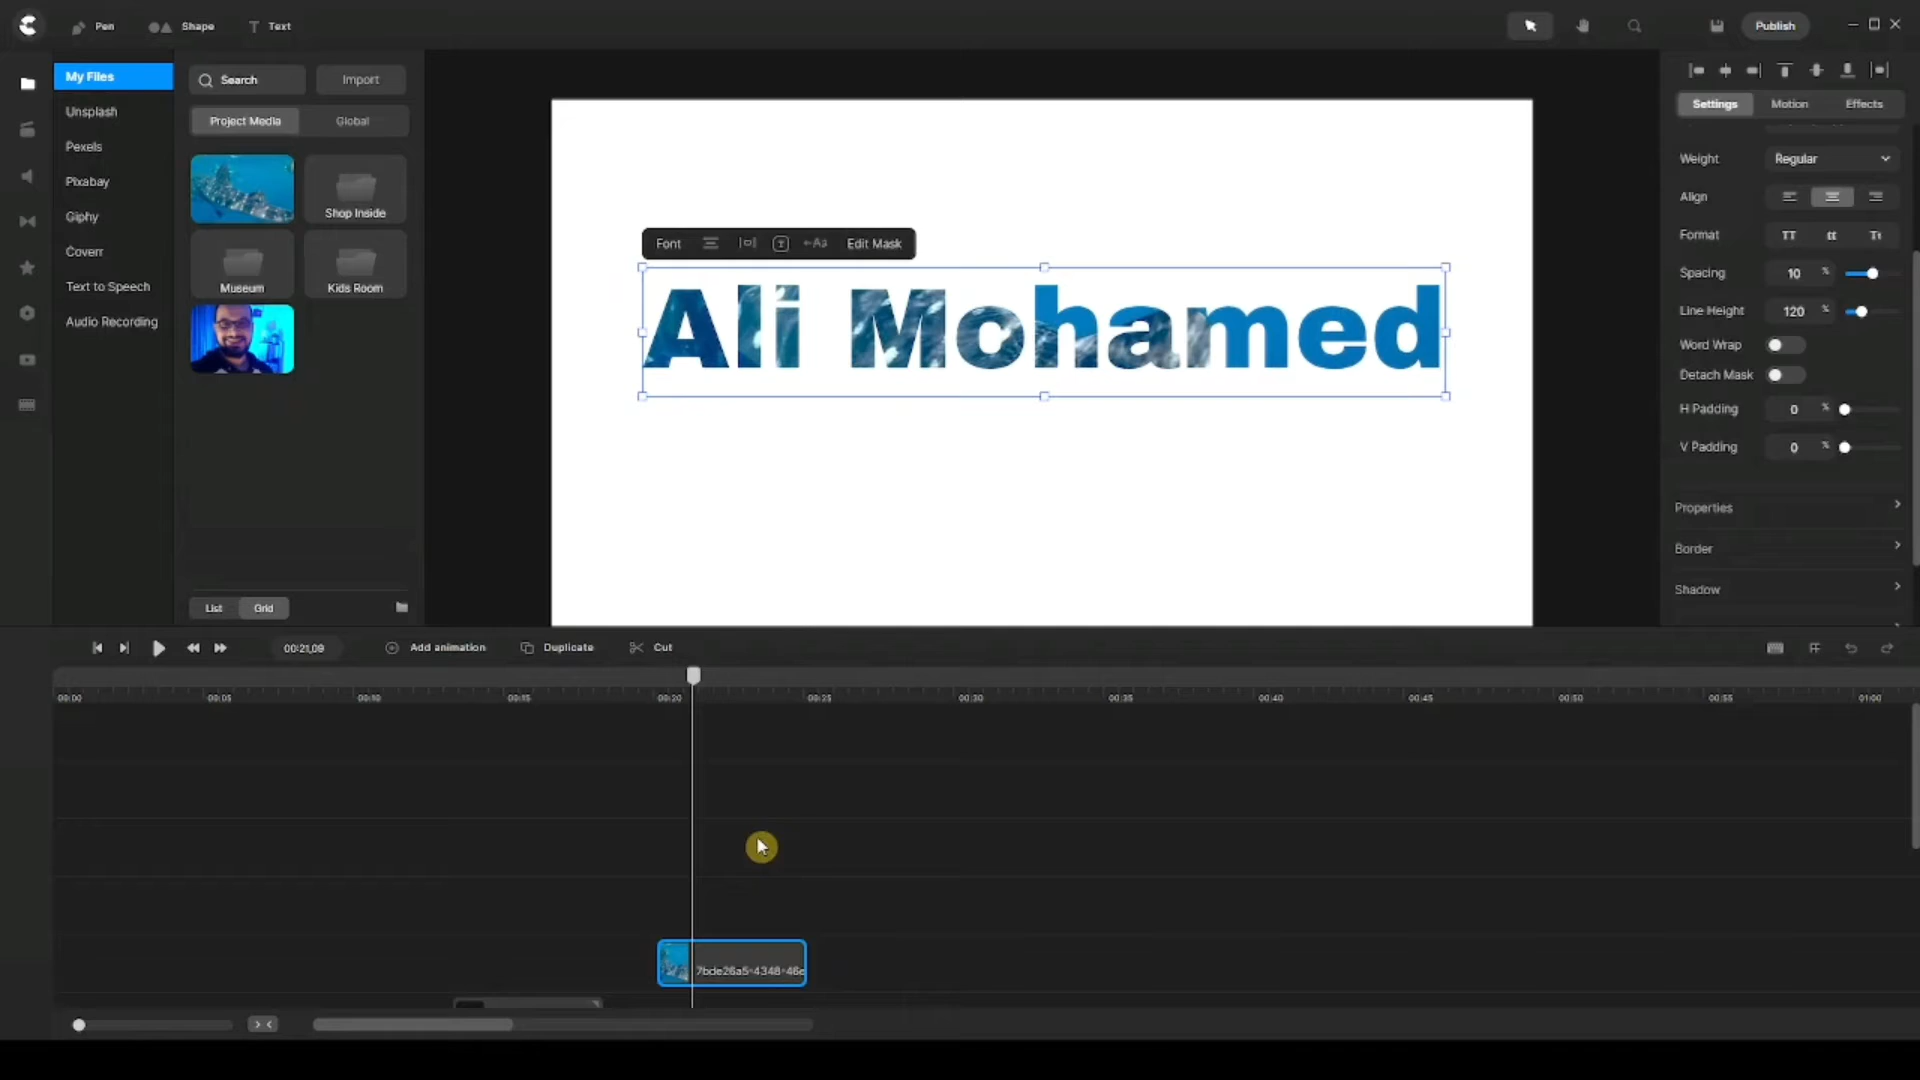 Pen Shape Text Publish
My Files
Unsplash
Pexels
Pixabay
Giphy
Coverr
Text to Speech
Audio Recording
Search Import
Project Media Global
Shop Inside
Museum Kids Room
List Grid
Font Aa Edit Mask
Ali Mohamed
Settings Motion Effects
Weight Regular
Align
Format TT tt Tt
Spacing 10 %
Line Height 120 %
Word Wrap
Detach Mask
H Padding 0 %
V Padding 0 %
Properties
Border
Shadow
00:21,09 Add animation Duplicate Cut
00:00 00:05 00:10 00:15 00:20 00:25 00:30 00:35 00:40 00:45 00:50 00:55 01:00
7bde26a5-4348-46e